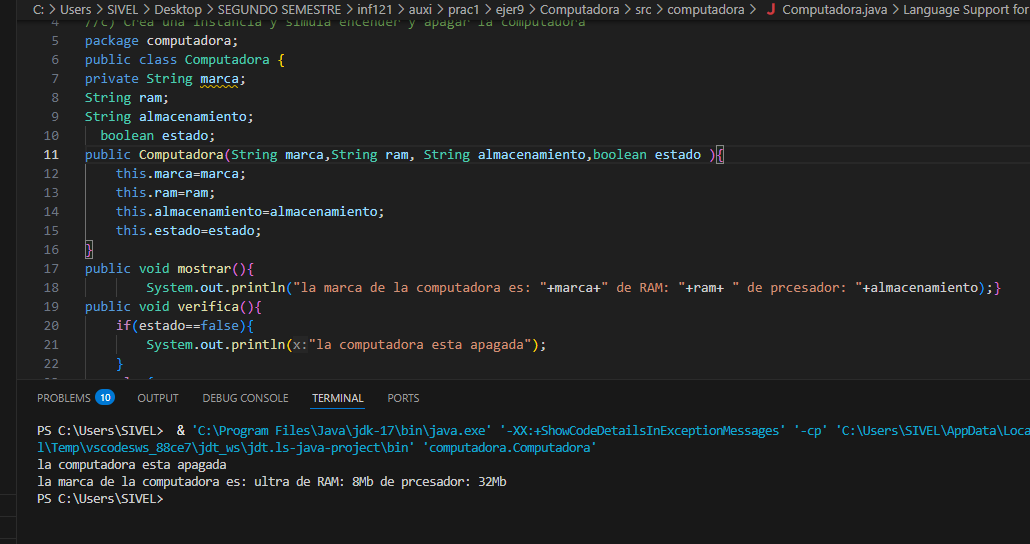 C: > Users > SIVEL > Desktop > SEGUNDO SEMESTRE > inf121 > auxi > prac1 > ejer9 > Computadora > src > computadora > J Computadora.java > Language Support for
4 //c) Crea una instancia y simula encender y apagar la computadora
5 package computadora;
6 public class Computadora {
7 private String marca;
8 String ram;
9 String almacenamiento;
10 boolean estado;
11 public Computadora(String marca,String ram, String almacenamiento,boolean estado ){
12 this.marca=marca;
13 this.ram=ram;
14 this.almacenamiento=almacenamiento;
15 this.estado=estado;
16 }
17 public void mostrar(){
18 System.out.println("la marca de la computadora es: "+marca+" de RAM: "+ram+ " de prcesador: "+almacenamiento);}
19 public void verifica(){
20 if(estado==false){
21 System.out.println(x:"la computadora esta apagada");
22 }
PROBLEMS 10 OUTPUT DEBUG CONSOLE TERMINAL PORTS
PS C:\Users\SIVEL> & 'C:\Program Files\Java\jdk-17\bin\java.exe' '-XX:+ShowCodeDetailsInExceptionMessages' '-cp' 'C:\Users\SIVEL\AppData\Loca
l\Temp\vscodesws_88ce7\jdt_ws\jdt.ls-java-project\bin' 'computadora.Computadora'
la computadora esta apagada
la marca de la computadora es: ultra de RAM: 8Mb de prcesador: 32Mb
PS C:\Users\SIVEL>